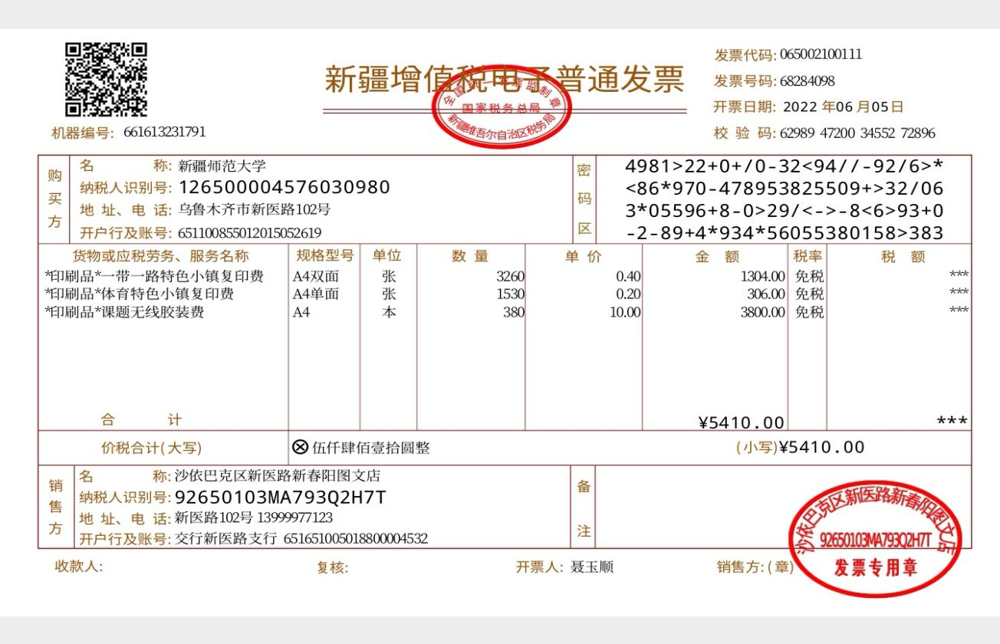 新疆增值税电子普通发票
全国统一发票监制章
国家税务总局
新疆维吾尔自治区税务局
机器编号: 661613231791
发票代码: 065002100111
发票号码: 68284098
开票日期: 2022 年06 月05日
校 验 码: 62989 47200 34552 72896
购买方
名 称: 新疆师范大学
纳税人识别号: 126500004576030980
地 址、电 话: 乌鲁木齐市新医路102号
开户行及账号: 651100855012015052619
密码区
4981>22+0+/0-32<94//-92/6>*
<86*970-478953825509+>32/06
3*05596+8-0>29/<->-8<6>93+0
-2-89+4*934*56055380158>383
货物或应税劳务、服务名称 规格型号 单位 数 量 单 价 金 额 税率 税 额
*印刷品*一带一路特色小镇复印费 A4双面 张 3260 0.40 1304.00 免税 ***
*印刷品*体育特色小镇复印费 A4单面 张 1530 0.20 306.00 免税 ***
*印刷品*课题无线胶装费 A4 本 380 10.00 3800.00 免税 ***
合 计 ¥5410.00 ***
价税合计(大写) ⊗伍仟肆佰壹拾圆整 (小写)¥5410.00
销售方
名 称: 沙依巴克区新医路新春阳图文店
纳税人识别号: 92650103MA793Q2H7T
地 址、电 话: 新医路102号 13999977123
开户行及账号: 交行新医路支行 651651005018800004532
备注
收款人: 复核: 开票人: 聂玉顺 销售方: (章)
沙依巴克区新医路新春阳图文店
92650103MA793Q2H7T
发票专用章